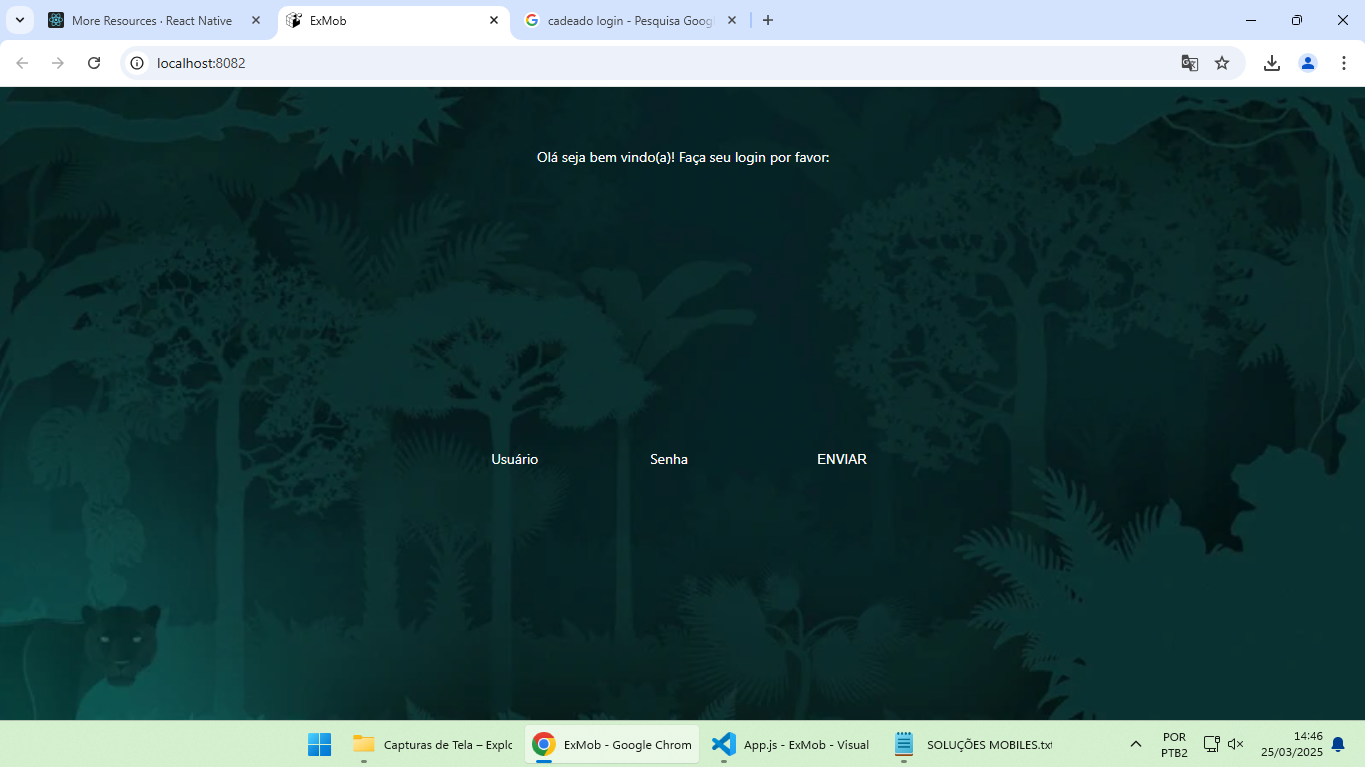 More Resources · React Native
ExMob
cadeado login - Pesquisa Goog
localhost:8082
Olá seja bem vindo(a)! Faça seu login por favor:
Usuário Senha ENVIAR
Capturas de Tela – Explo
ExMob - Google Chrom
App.js - ExMob - Visual
SOLUÇÕES MOBILES.txt
POR
PTB2
14:46
25/03/2025